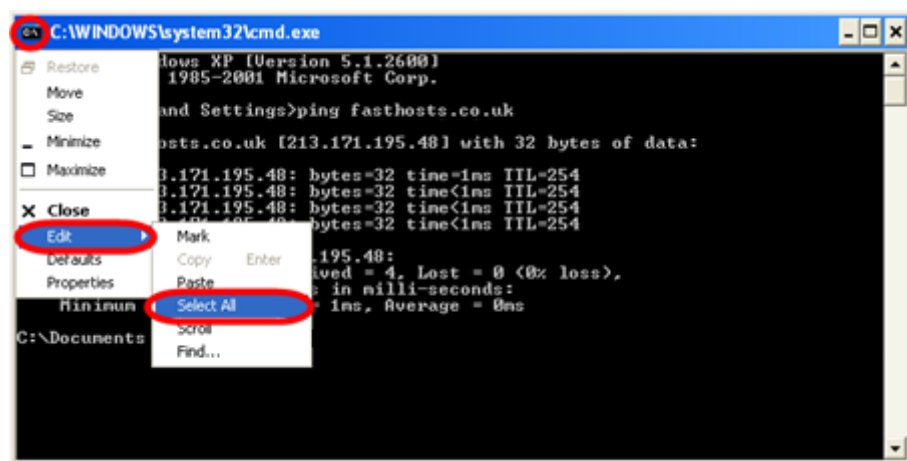 C:\WINDOWS\system32\cmd.exe
Restore
Move
Size
Minimize
Maximize
Close
Edit
Defaults
Properties
Mark
Copy Enter
Paste
Select All
Scroll
Find...
dows XP [Version 5.1.2600]
1985-2001 Microsoft Corp.
and Settings>ping fasthosts.co.uk
osts.co.uk [213.171.195.48] with 32 bytes of data:
3.171.195.48: bytes=32 time=1ms TTL=254
3.171.195.48: bytes=32 time<1ms TTL=254
3.171.195.48: bytes=32 time<1ms TTL=254
bytes=32 time<1ms TTL=254
.195.48:
ived = 4, Lost = 0 (0% loss),
in milli-seconds:
Minimum = 1ms, Average = 0ms
C:\Documents